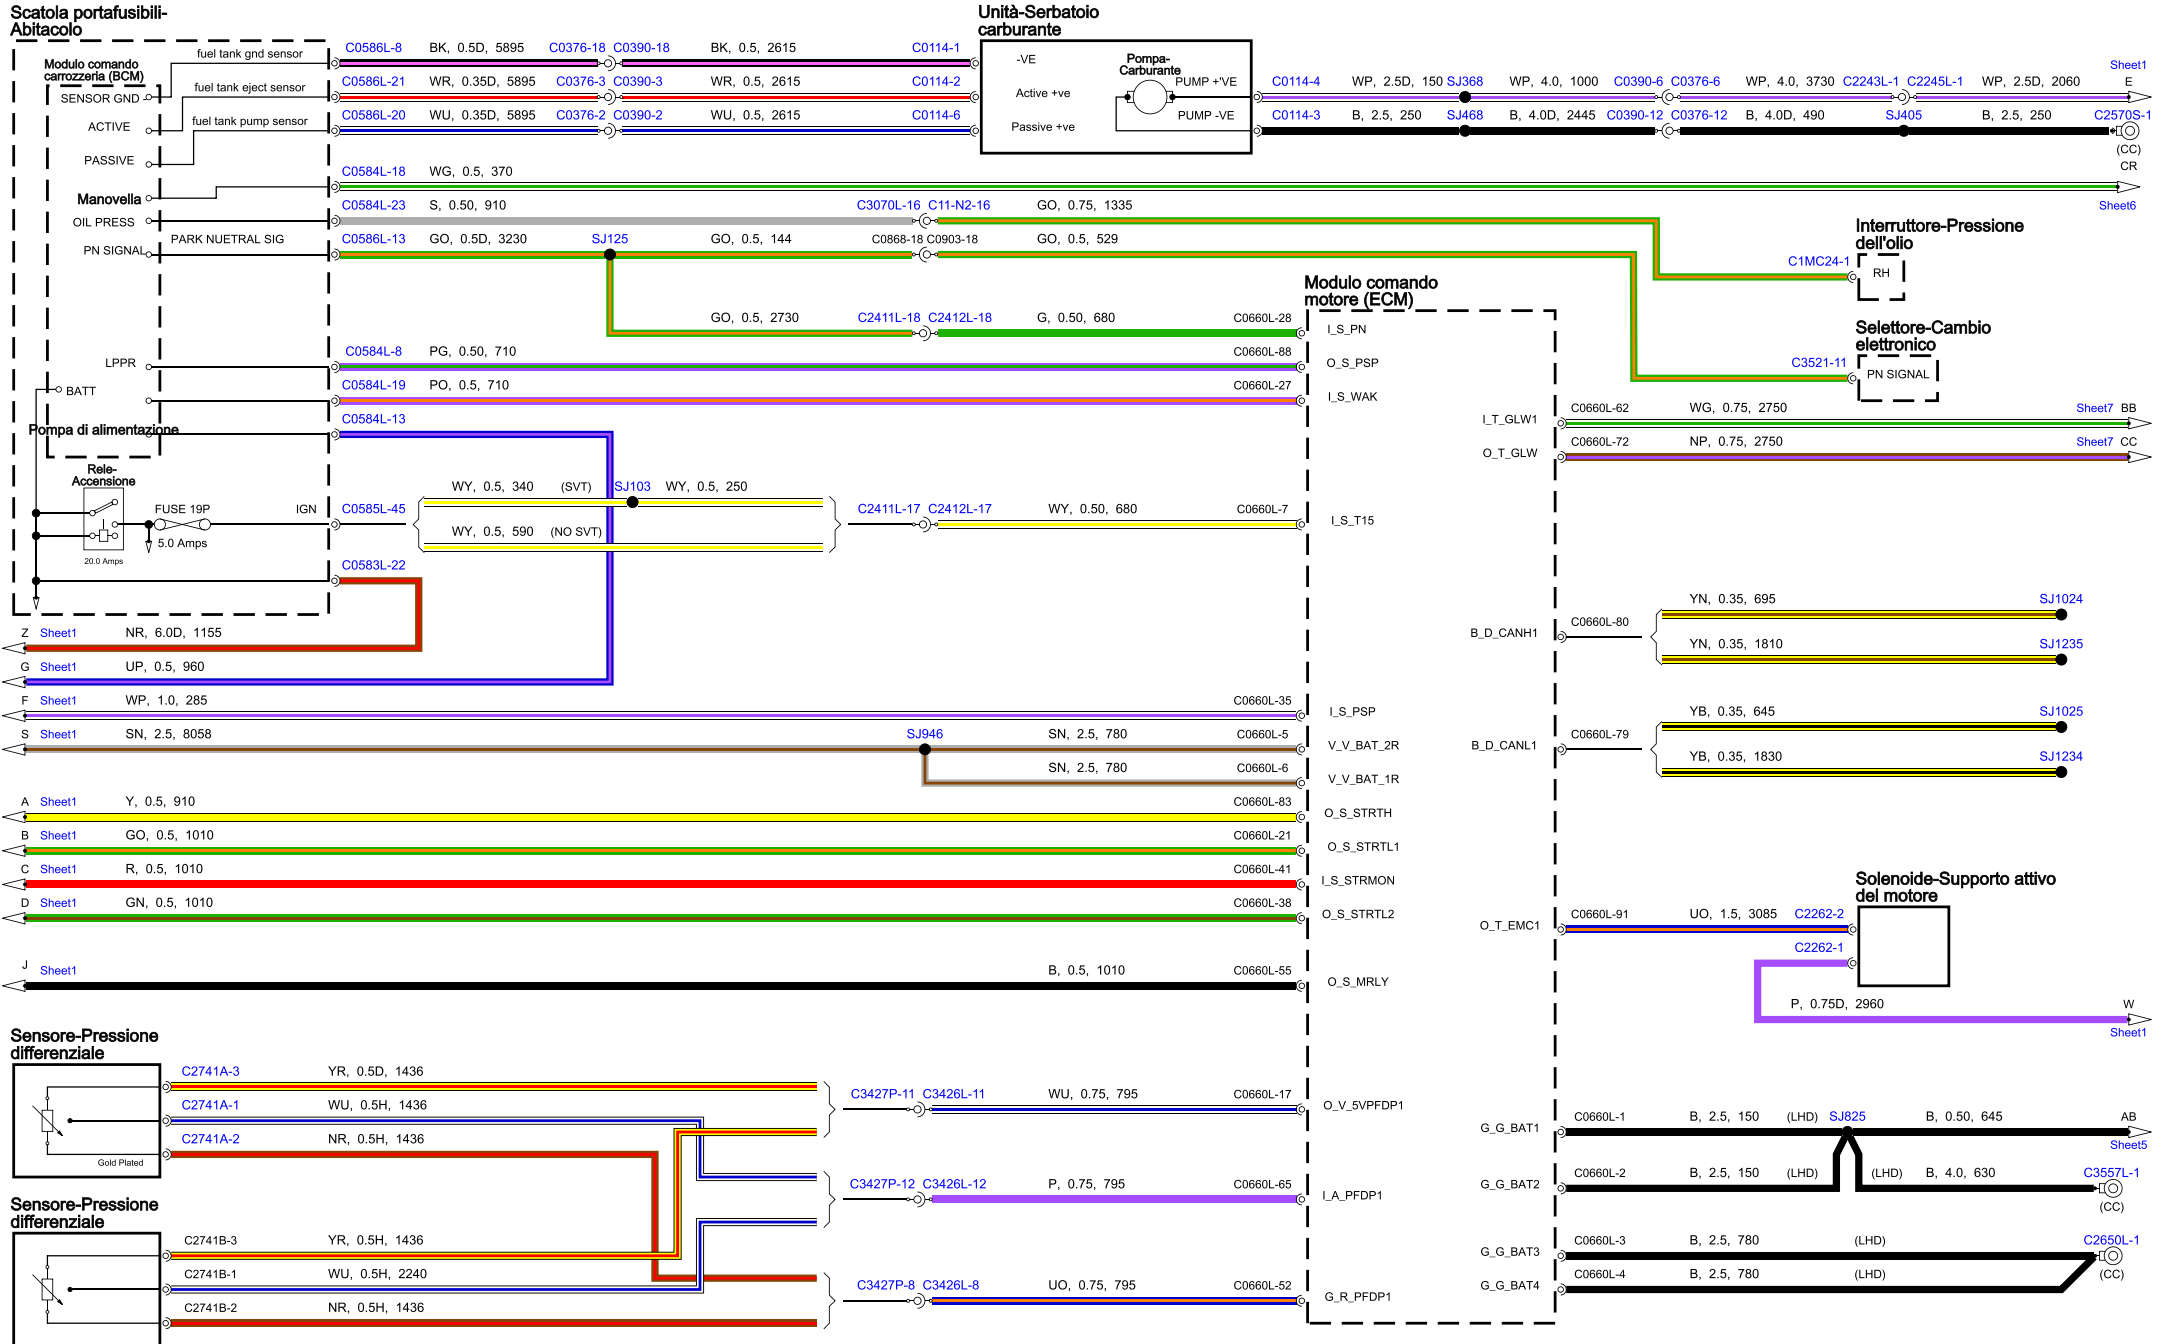 Scatola portafusibili-
Abitacolo
Modulo comando
carrozzeria (BCM)
SENSOR GND
ACTIVE
PASSIVE
Manovella
OIL PRESS
PN SIGNAL
LPPR
BATT
Pompa di alimentazione
Rele-
Accensione
20.0 Amps
FUSE 19P
5.0 Amps
IGN
fuel tank gnd sensor
fuel tank eject sensor
fuel tank pump sensor
PARK NUETRAL SIG
C0586L-8 BK, 0.5D, 5895 C0376-18 C0390-18 BK, 0.5, 2615 C0114-1
C0586L-21 WR, 0.35D, 5895 C0376-3 C0390-3 WR, 0.5, 2615 C0114-2
C0586L-20 WU, 0.35D, 5895 C0376-2 C0390-2 WU, 0.5, 2615 C0114-6
Unità-Serbatoio
carburante
-VE
Active +ve
Passive +ve
Pompa-
Carburante
PUMP +'VE
PUMP -VE
C0114-4 WP, 2.5D, 150 SJ368 WP, 4.0, 1000 C0390-6 C0376-6 WP, 4.0, 3730 C2243L-1 C2245L-1 WP, 2.5D, 2060
Sheet1
E
C0114-3 B, 2.5, 250 SJ468 B, 4.0D, 2445 C0390-12 C0376-12 B, 4.0D, 490 SJ405 B, 2.5, 250 C2570S-1
(CC)
CR
Sheet6
C0584L-18 WG, 0.5, 370
C0584L-23 S, 0.50, 910 C3070L-16 C11-N2-16 GO, 0.75, 1335
C0586L-13 GO, 0.5D, 3230 SJ125 GO, 0.5, 144 C0868-18 C0903-18 GO, 0.5, 529
Interruttore-Pressione
dell'olio
C1MC24-1 RH
Selettore-Cambio
elettronico
C3521-11 PN SIGNAL
Modulo comando
motore (ECM)
GO, 0.5, 2730 C2411L-18 C2412L-18 G, 0.50, 680 C0660L-28 I_S_PN
C0584L-8 PG, 0.50, 710 C0660L-88 O_S_PSP
C0584L-19 PO, 0.5, 710 C0660L-27 I_S_WAK
C0584L-13
I_T_GLW1 C0660L-62 WG, 0.75, 2750 Sheet7 BB
O_T_GLW C0660L-72 NP, 0.75, 2750 Sheet7 CC
WY, 0.5, 340 (SVT) SJ103 WY, 0.5, 250
C0585L-45 C2411L-17 C2412L-17 WY, 0.50, 680 C0660L-7 I_S_T15
WY, 0.5, 590 (NO SVT)
C0583L-22
Z Sheet1 NR, 6.0D, 1155
G Sheet1 UP, 0.5, 960
B_D_CANH1 C0660L-80 YN, 0.35, 695 SJ1024
YN, 0.35, 1810 SJ1235
F Sheet1 WP, 1.0, 285 C0660L-35 I_S_PSP
S Sheet1 SN, 2.5, 8058 SJ946 SN, 2.5, 780 C0660L-5 V_V_BAT_2R
SN, 2.5, 780 C0660L-6 V_V_BAT_1R
B_D_CANL1 C0660L-79 YB, 0.35, 645 SJ1025
YB, 0.35, 1830 SJ1234
A Sheet1 Y, 0.5, 910 C0660L-83 O_S_STRTH
B Sheet1 GO, 0.5, 1010 C0660L-21 O_S_STRTL1
C Sheet1 R, 0.5, 1010 C0660L-41 I_S_STRMON
D Sheet1 GN, 0.5, 1010 C0660L-38 O_S_STRTL2
J Sheet1 B, 0.5, 1010 C0660L-55 O_S_MRLY
Solenoide-Supporto attivo
del motore
O_T_EMC1 C0660L-91 UO, 1.5, 3085 C2262-2
C2262-1
P, 0.75D, 2960 W
Sheet1
Sensore-Pressione
differenziale
Gold Plated
C2741A-3 YR, 0.5D, 1436
C2741A-1 WU, 0.5H, 1436
C2741A-2 NR, 0.5H, 1436
C3427P-11 C3426L-11 WU, 0.75, 795 C0660L-17 O_V_5VPFDP1
C3427P-12 C3426L-12 P, 0.75, 795 C0660L-65 I_A_PFDP1
Sensore-Pressione
differenziale
C2741B-3 YR, 0.5H, 1436
C2741B-1 WU, 0.5H, 2240
C2741B-2 NR, 0.5H, 1436
C3427P-8 C3426L-8 UO, 0.75, 795 C0660L-52 G_R_PFDP1
G_G_BAT1 C0660L-1 B, 2.5, 150 (LHD) SJ825 B, 0.50, 645 AB
Sheet5
G_G_BAT2 C0660L-2 B, 2.5, 150 (LHD) (LHD) B, 4.0, 630 C3557L-1
(CC)
G_G_BAT3 C0660L-3 B, 2.5, 780 (LHD) C2650L-1
(CC)
G_G_BAT4 C0660L-4 B, 2.5, 780 (LHD)